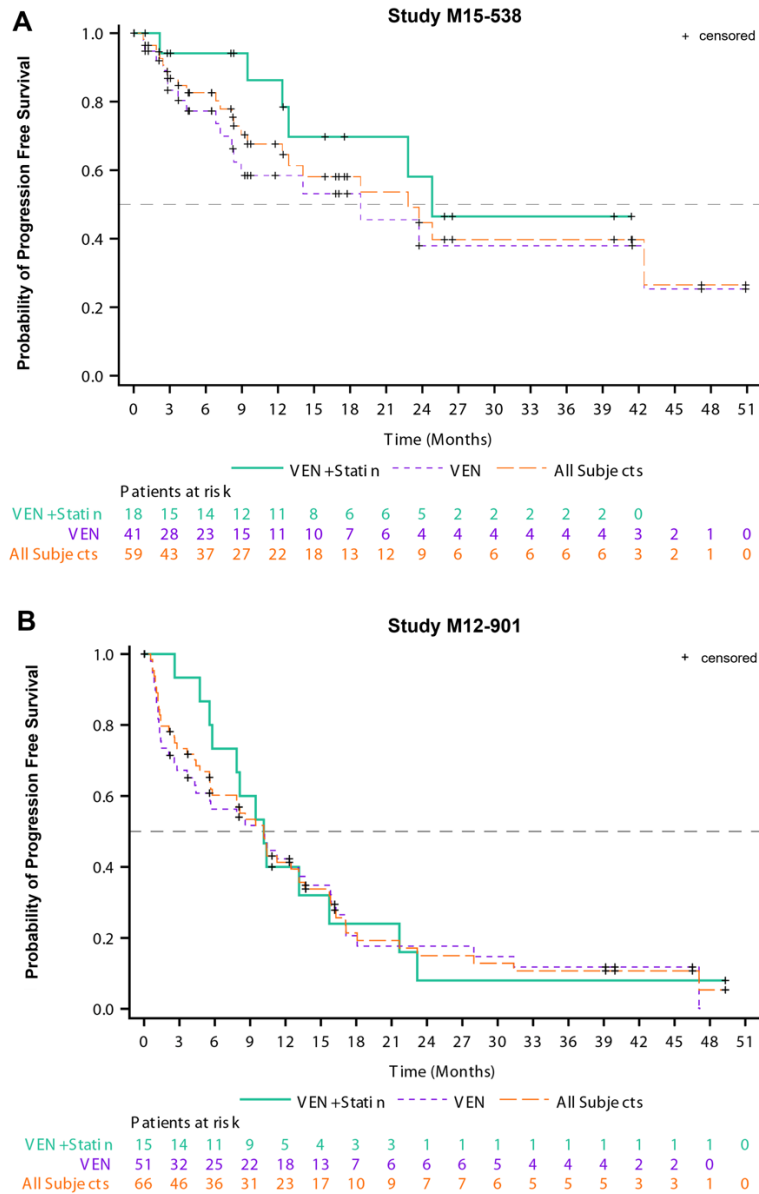 A
Study M15-538
+ censored
Probability of Progression Free Survival
1.0
0.8
0.6
0.4
0.2
0.0
0 3 6 9 12 15 18 21 24 27 30 33 36 39 42 45 48 51
Time (Months)
VEN +Statin VEN All Subjects
Patients at risk
VEN +Statin 18 15 14 12 11 8 6 6 5 2 2 2 2 2 0
VEN 41 28 23 15 11 10 7 6 4 4 4 4 4 4 3 2 1 0
All Subjects 59 43 37 27 22 18 13 12 9 6 6 6 6 6 3 2 1 0
B
Study M12-901
+ censored
Probability of Progression Free Survival
1.0
0.8
0.6
0.4
0.2
0.0
0 3 6 9 12 15 18 21 24 27 30 33 36 39 42 45 48 51
Time (Months)
VEN +Statin VEN All Subjects
Patients at risk
VEN +Statin 15 14 11 9 5 4 3 3 1 1 1 1 1 1 1 1 1 0
VEN 51 32 25 22 18 13 7 6 6 6 5 4 4 4 2 2 0
All Subjects 66 46 36 31 23 17 10 9 7 7 6 5 5 5 3 3 1 0